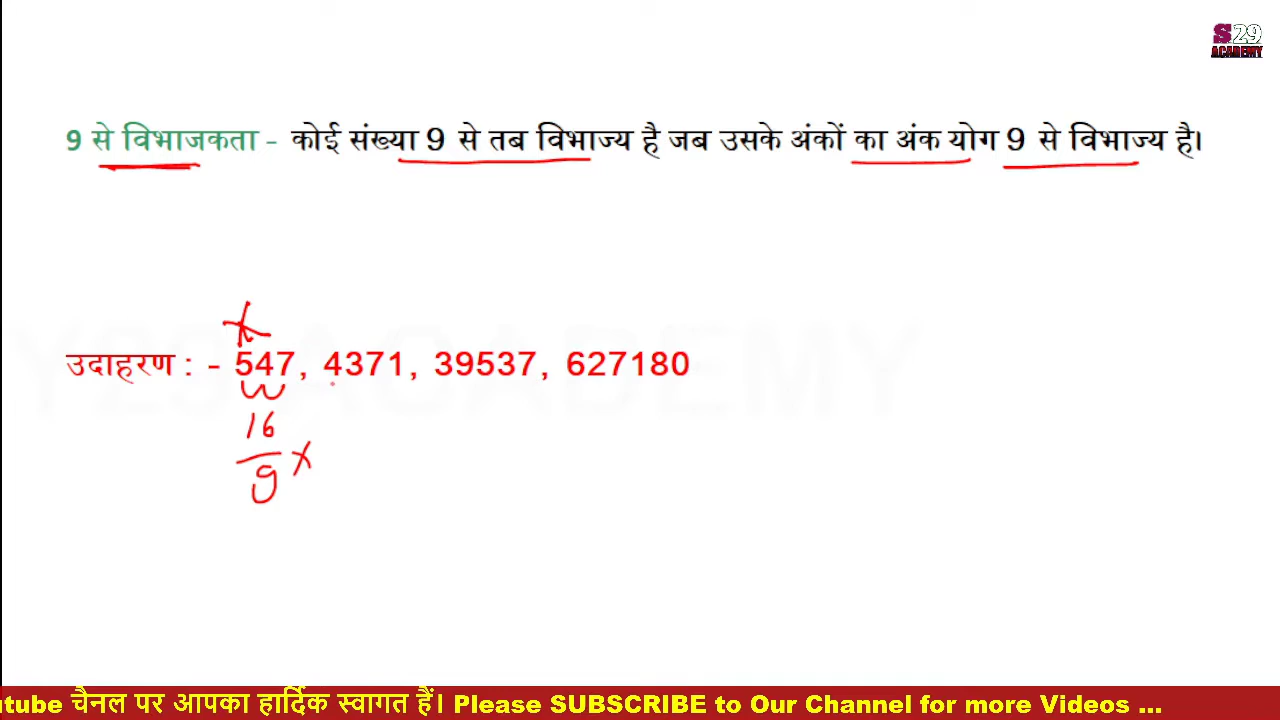 S29
ACADEMY
9 से विभाजकता - कोई संख्या 9 से तब विभाज्य है जब उसके अंकों का अंक योग 9 से विभाज्य है।
उदाहरण : - 547, 4371, 39537, 627180
16
9
utube चैनल पर आपका हार्दिक स्वागत हैं। Please SUBSCRIBE to Our Channel for more Videos ...